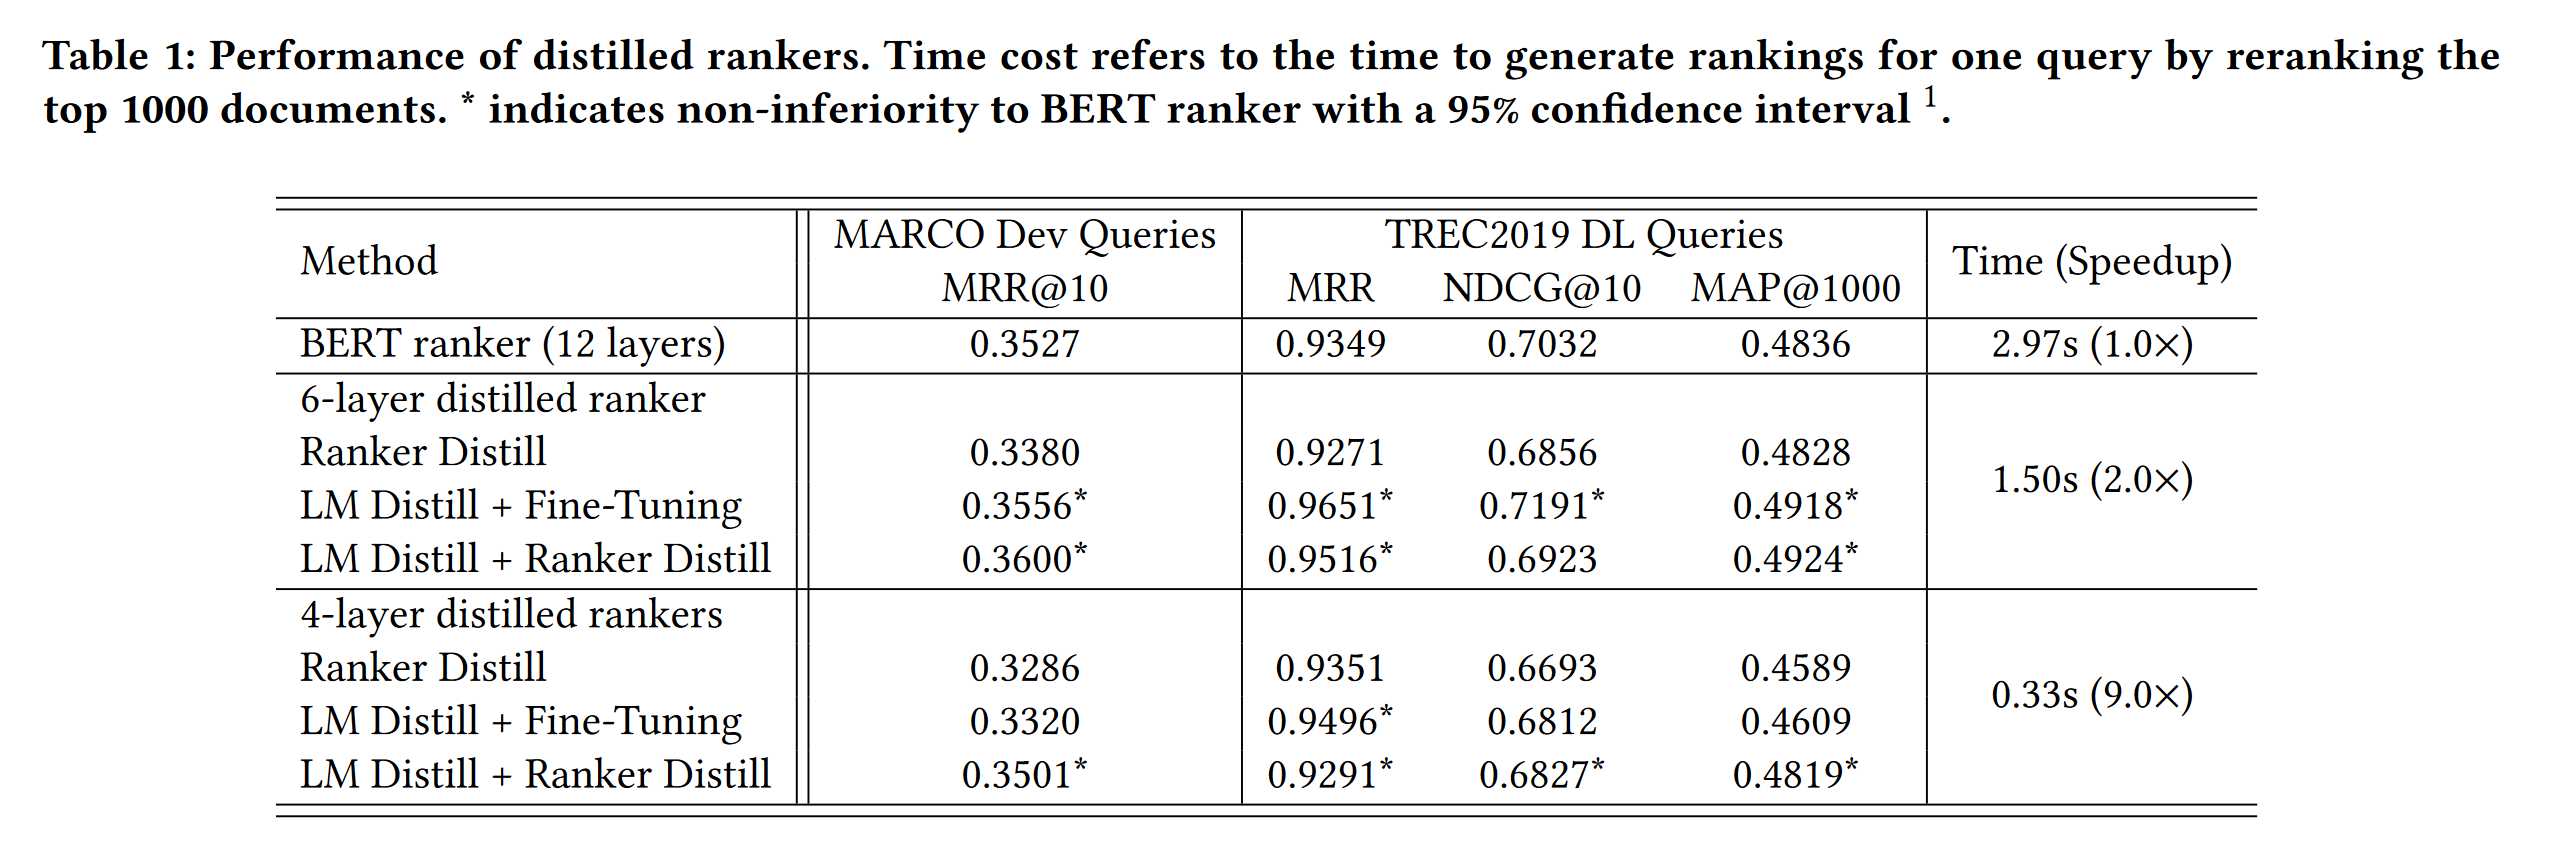 Table 1: Performance of distilled rankers. Time cost refers to the time to generate rankings for one query by reranking the
top 1000 documents. * indicates non-inferiority to BERT ranker with a 95% confidence interval 1.
Method MARCO Dev Queries TREC2019 DL Queries Time (Speedup)
MRR@10 MRR NDCG@10 MAP@1000
BERT ranker (12 layers) 0.3527 0.9349 0.7032 0.4836 2.97s (1.0×)
6-layer distilled ranker
Ranker Distill 0.3380 0.9271 0.6856 0.4828
1.50s (2.0×)
LM Distill + Fine-Tuning 0.3556* 0.9651* 0.7191* 0.4918*
LM Distill + Ranker Distill 0.3600* 0.9516* 0.6923 0.4924*
4-layer distilled rankers
Ranker Distill 0.3286 0.9351 0.6693 0.4589
0.33s (9.0×)
LM Distill + Fine-Tuning 0.3320 0.9496* 0.6812 0.4609
LM Distill + Ranker Distill 0.3501* 0.9291* 0.6827* 0.4819*